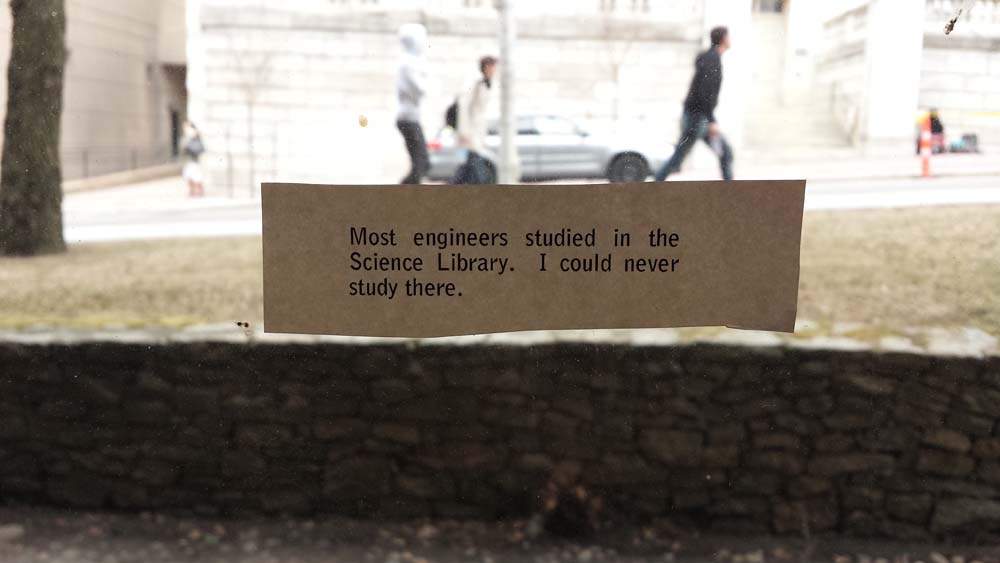 Most engineers studied in the
Science Library. I could never
study there.